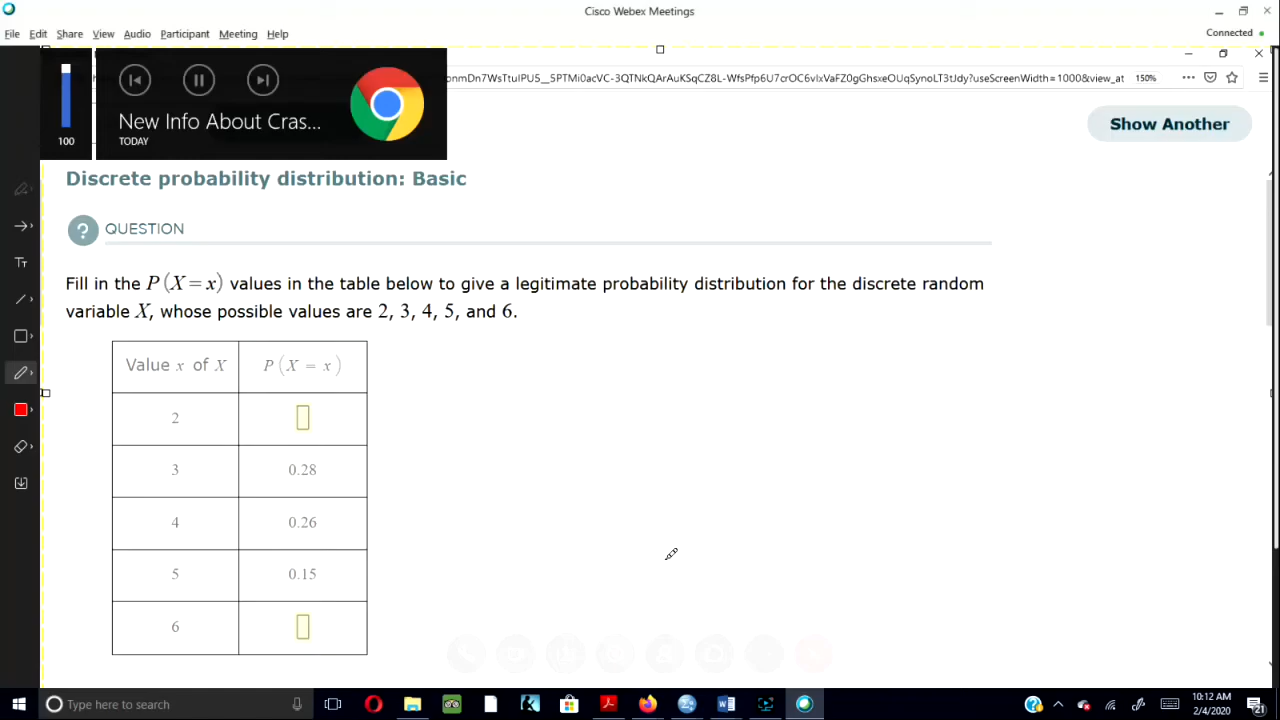 Cisco Webex Meetings
File Edit Share View Audio Participant Meeting Help
Connected
150%
100
New Info About Cras...
TODAY
Show Another
Discrete probability distribution: Basic
? QUESTION
Fill in the P(X=x) values in the table below to give a legitimate probability distribution for the discrete random
variable X, whose possible values are 2, 3, 4, 5, and 6.
Value x of X P(X = x)
2
3 0.28
4 0.26
5 0.15
6
Type here to search
10:12 AM
2/4/2020
21